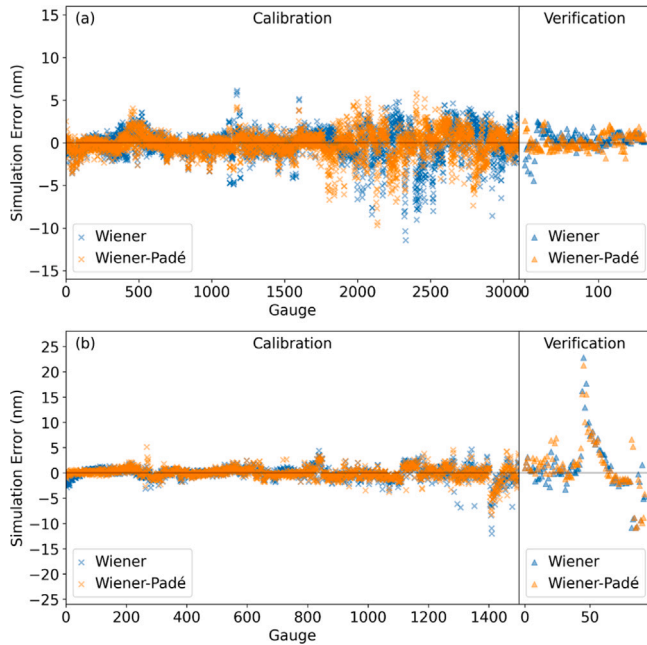 (a) Calibration Verification
15
10
5
0
−5
−10
−15
Simulation Error (nm)
Wiener
Wiener-Padé
Wiener
Wiener-Padé
0 500 1000 1500 2000 2500 3000 0 100
Gauge
(b) Calibration Verification
25
20
15
10
5
0
−5
−10
−15
−20
−25
Simulation Error (nm)
Wiener
Wiener-Padé
Wiener
Wiener-Padé
0 200 400 600 800 1000 1200 1400 0 50
Gauge